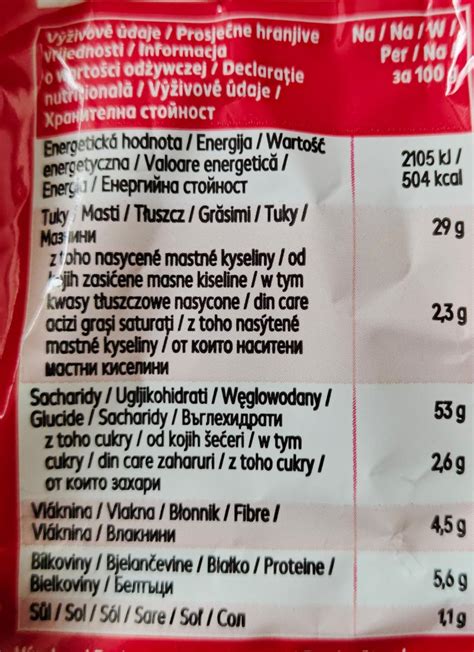 Výživové údaje / Prosječne hranjive
Na / Na / W /
vrijednosti / Informacja
Per / Na /
o wartości odżywczej / Declarație
за 100 g
nutrițională / Výživové údaje /
Хранителна стойност
Energetická hodnota / Energija / Wartość
energetyczna / Valoare energetică /
2105 kJ /
Energia / Енергийна стойност
504 kcal
Tuky / Masti / Tłuszcz / Grăsimi / Tuky /
Мазнини
29 g
z toho nasycené mastné kyseliny / od
kojih zasićene masne kiseline / w tym
kwasy tłuszczowe nasycone / din care
acizi grași saturați / z toho nasýtené
2,3 g
mastné kyseliny / от които наситени
мастни киселини
Sacharidy / Ugljikohidrati / Węglowodany /
Glucide / Sacharidy / Въглехидрати
53 g
z toho cukry / od kojih šećeri / w tym
cukry / din care zaharuri / z toho cukry /
2,6 g
от които захари
Vláknina / Vlakna / Błonnik / Fibre /
Vláknina / Влакнини
4,5 g
Bílkoviny / Bjelančevine / Białko / Proteine /
Bielkoviny / Белтъци
5,6 g
Sůl / Sol / Sól / Sare / Soľ / Сол
1,1 g